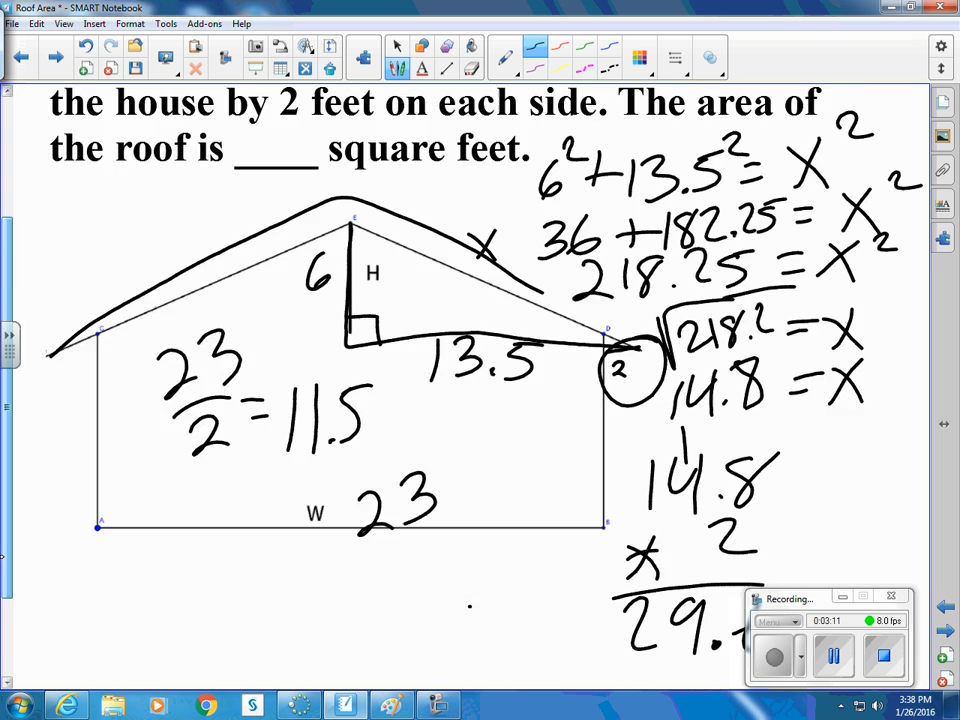 Roof Area * - SMART Notebook
File Edit View Insert Format Tools Add-ons Help
the house by 2 feet on each side. The area of
the roof is ____ square feet.
6² + 13.5² = X²
36 + 182.25 = X²
218.25 = X²
√218.2 = X
14.8 = X
E
X
6
H
C
D
13.5
2
23
2
= 11.5
1
14.8
× 2
29.
W
23
A
B
Recording...
Menu
0:03:11
8.0 fps
3:38 PM
1/26/2016